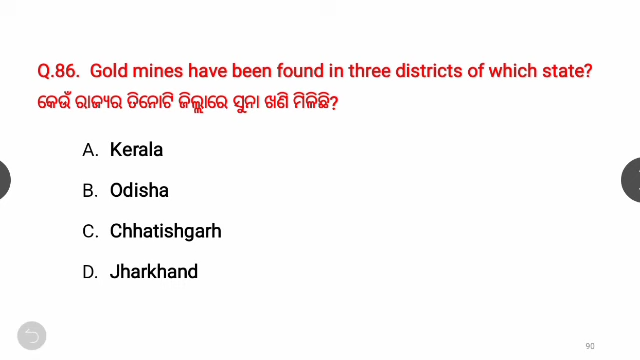 Q.86. Gold mines have been found in three districts of which state?
କେଉଁ ରାଜ୍ୟର ତିନୋଟି ଜିଲ୍ଲାରେ ସୁନା ଖଣି ମିଳିଛି?
A. Kerala
B. Odisha
C. Chhatishgarh
D. Jharkhand
90